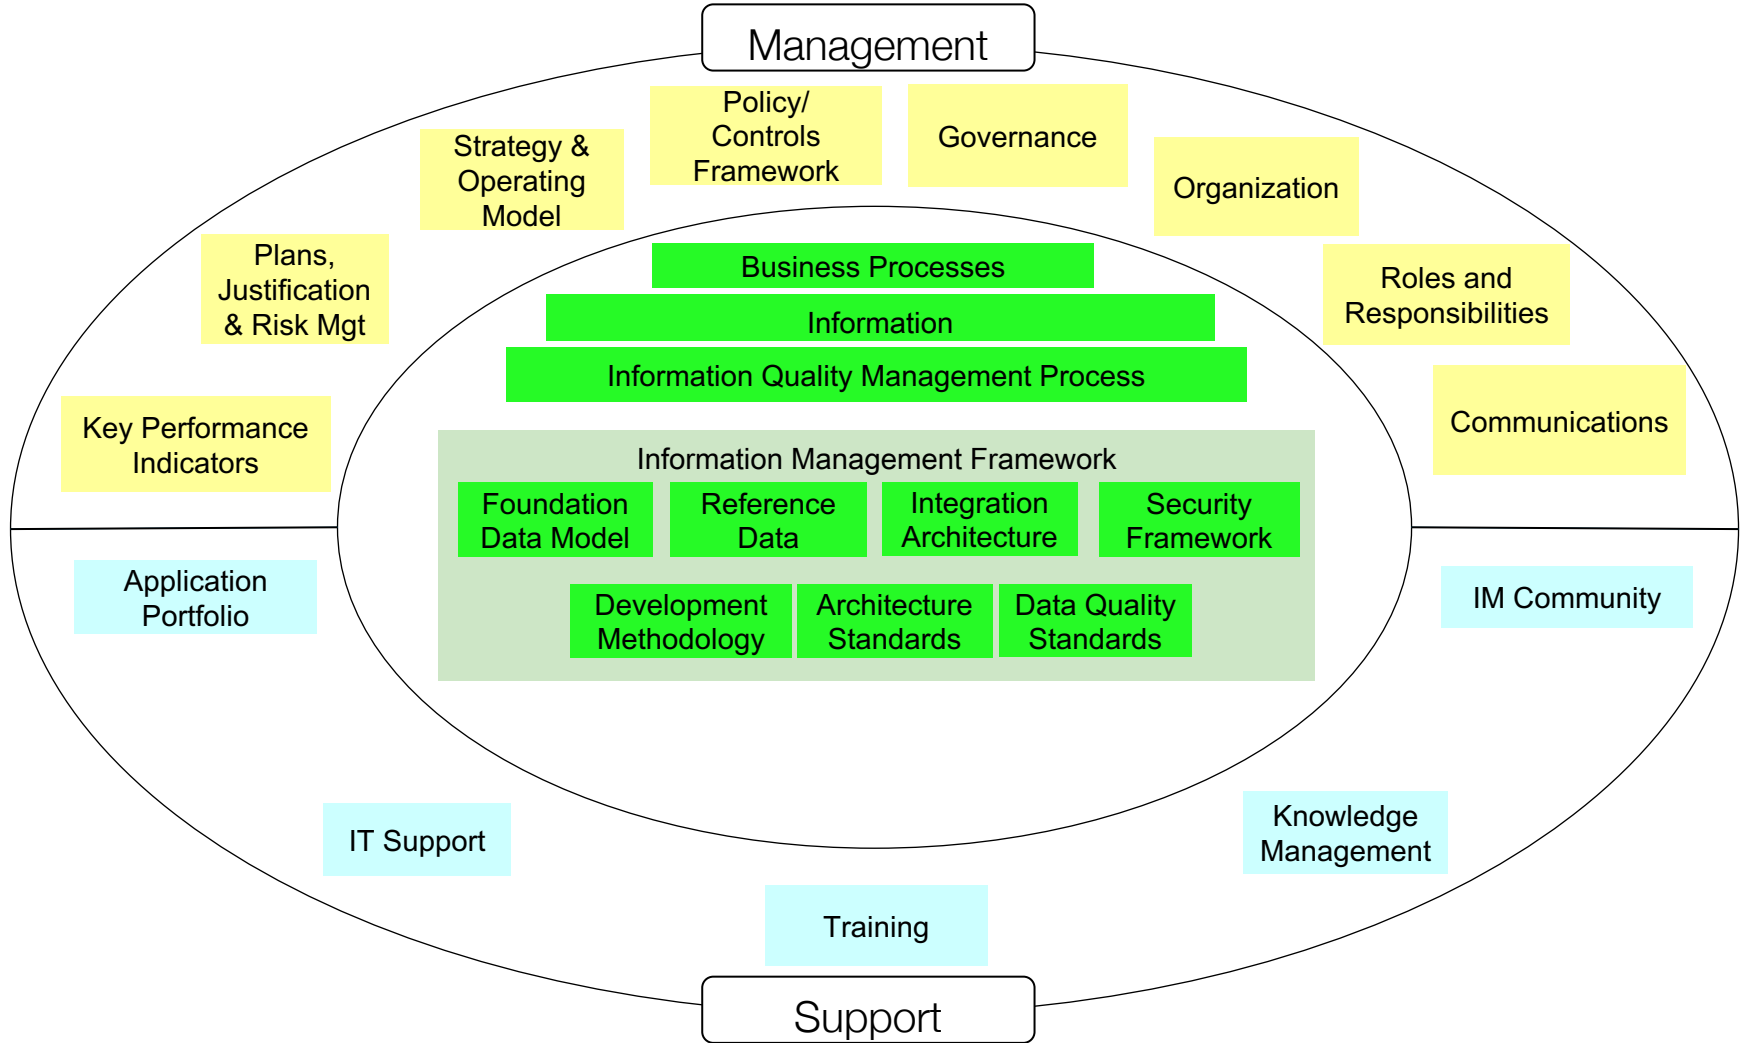 Management
Policy/
Controls
Framework
Governance
Strategy &
Operating
Model
Organization
Plans,
Justification
& Risk Mgt
Roles and
Responsibilities
Key Performance
Indicators
Communications
Business Processes
Information
Information Quality Management Process
Information Management Framework
Foundation
Data Model
Reference
Data
Integration
Architecture
Security
Framework
Development
Methodology
Architecture
Standards
Data Quality
Standards
Application
Portfolio
IM Community
IT Support
Knowledge
Management
Training
Support